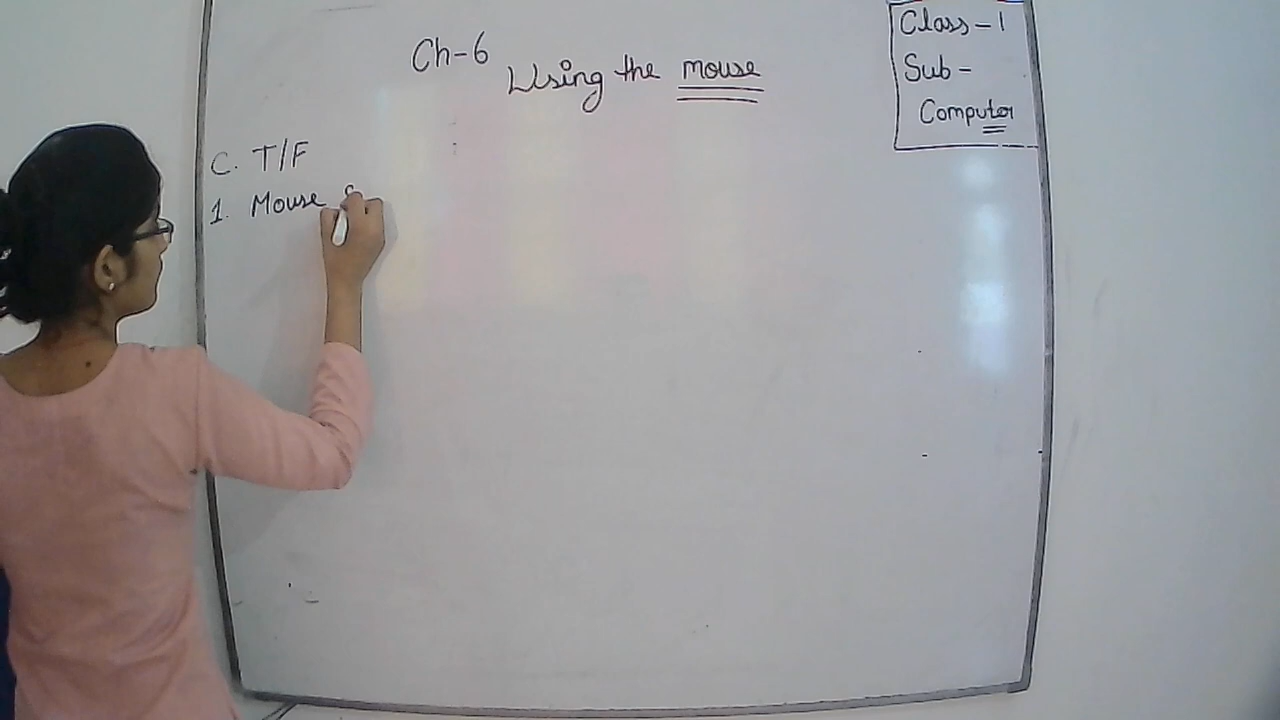 Ch-6
Using the mouse
Class-1
Sub-
Computer
C. T/F
1. Mouse